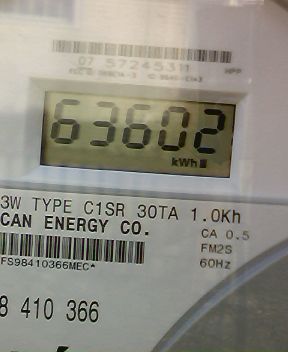 07 57245311
HPP
63602
kWh
3W TYPE C1SR 30TA 1.0Kh
CAN ENERGY CO.
CA 0.5
FM2S
FS98410366MEC*
60Hz
8 410 366